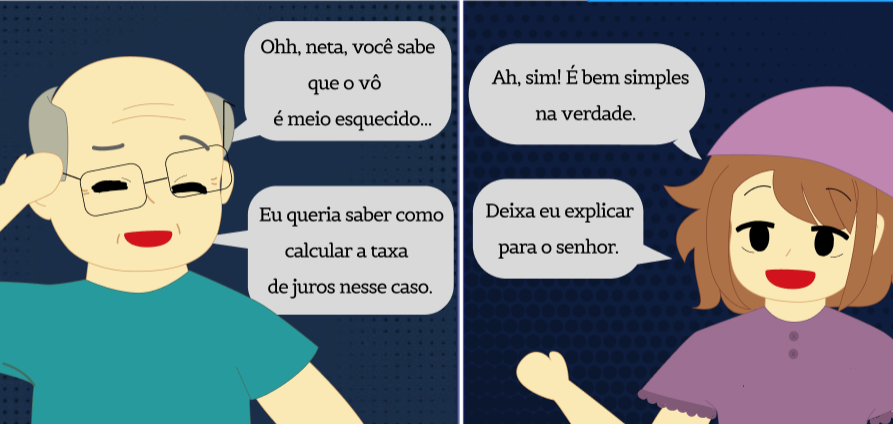 Ohh, neta, você sabe
que o vô
é meio esquecido...
Eu queria saber como
calcular a taxa
de juros nesse caso.
Ah, sim! É bem simples
na verdade.
Deixa eu explicar
para o senhor.